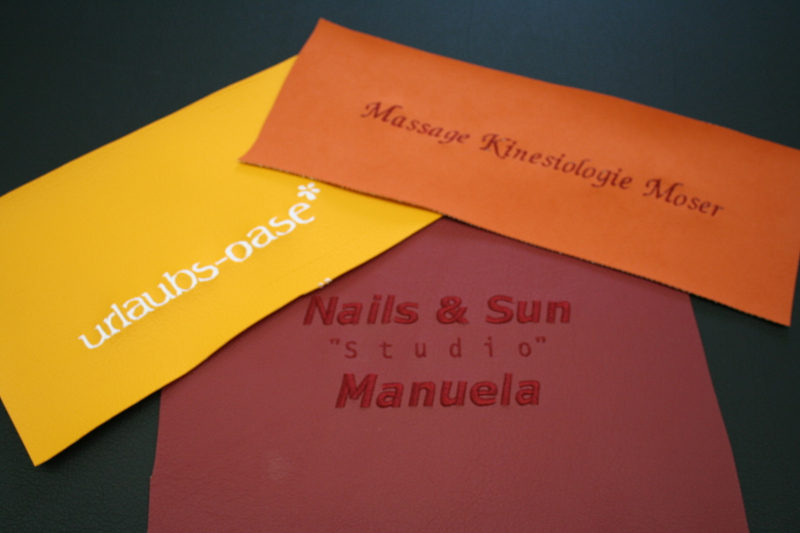 Massage Kinesiologie Moser
urlaubs-oase*
Nails & Sun
"Studio"
Manuela